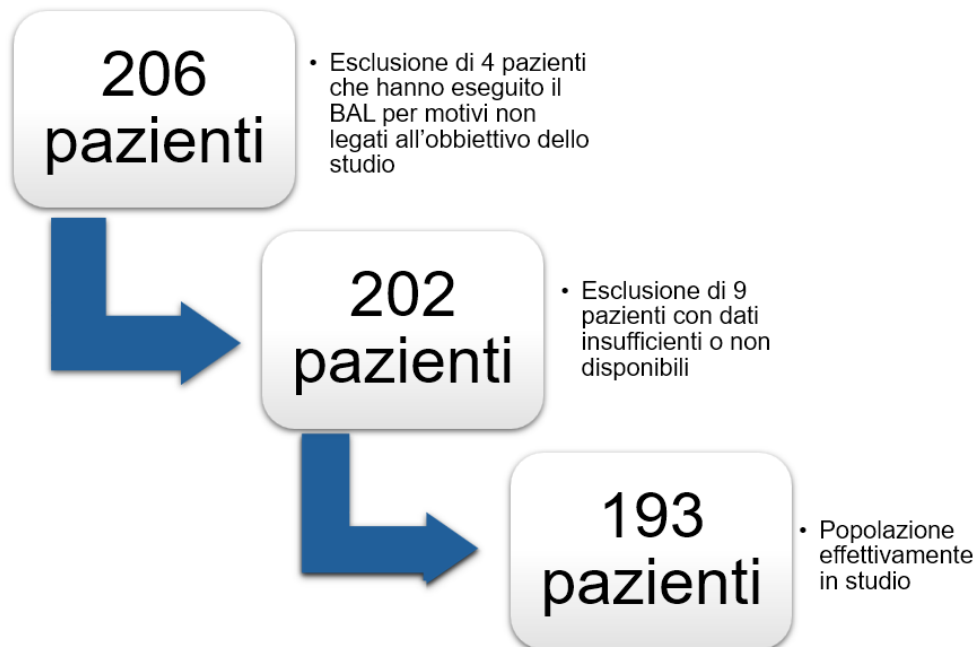 206
pazienti
• Esclusione di 4 pazienti
che hanno eseguito il
BAL per motivi non
legati all'obbiettivo dello
studio
202
pazienti
• Esclusione di 9
pazienti con dati
insufficienti o non
disponibili
193
pazienti
• Popolazione
effettivamente
in studio